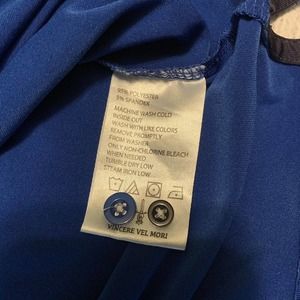 95% POLYESTER
5% SPANDEX
MACHINE WASH COLD
INSIDE OUT
WASH WITH LIKE COLORS
REMOVE PROMPTLY
FROM WASHER
ONLY NON-CHLORINE BLEACH
WHEN NEEDED
TUMBLE DRY LOW
STEAM IRON LOW
VINCERE VEL MORI